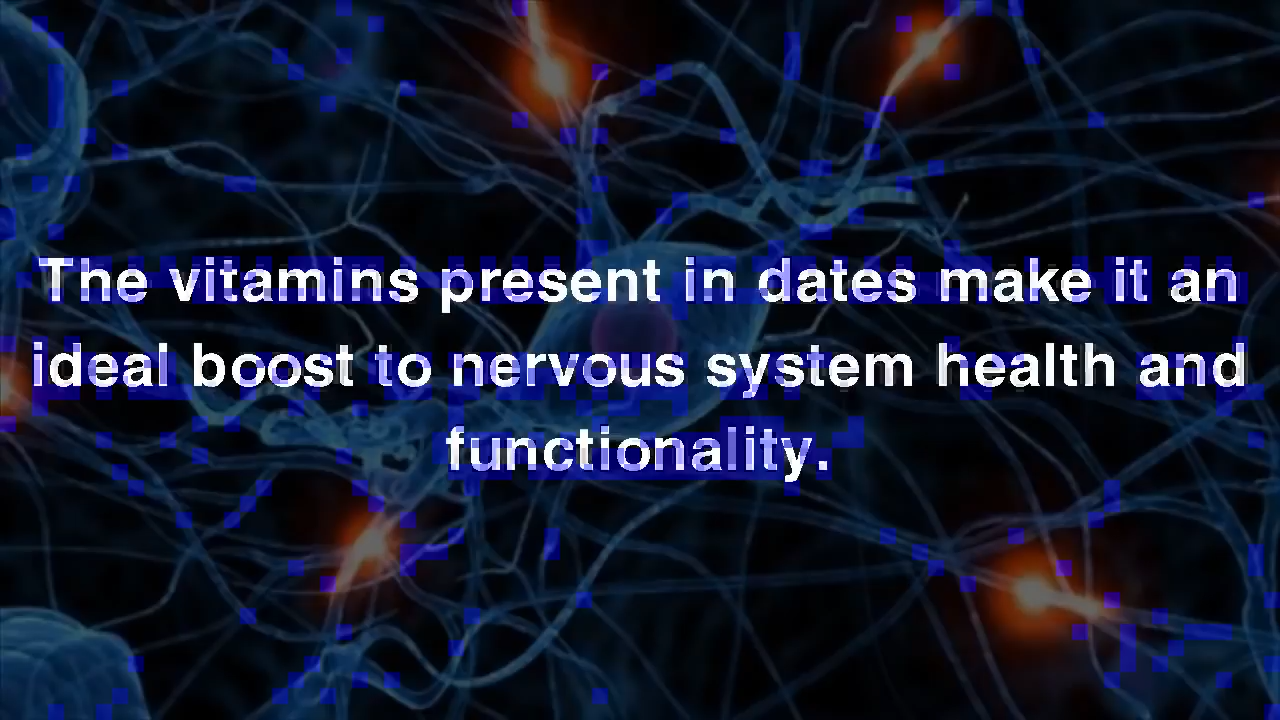 The vitamins present in dates make it an
ideal boost to nervous system health and
functionality.